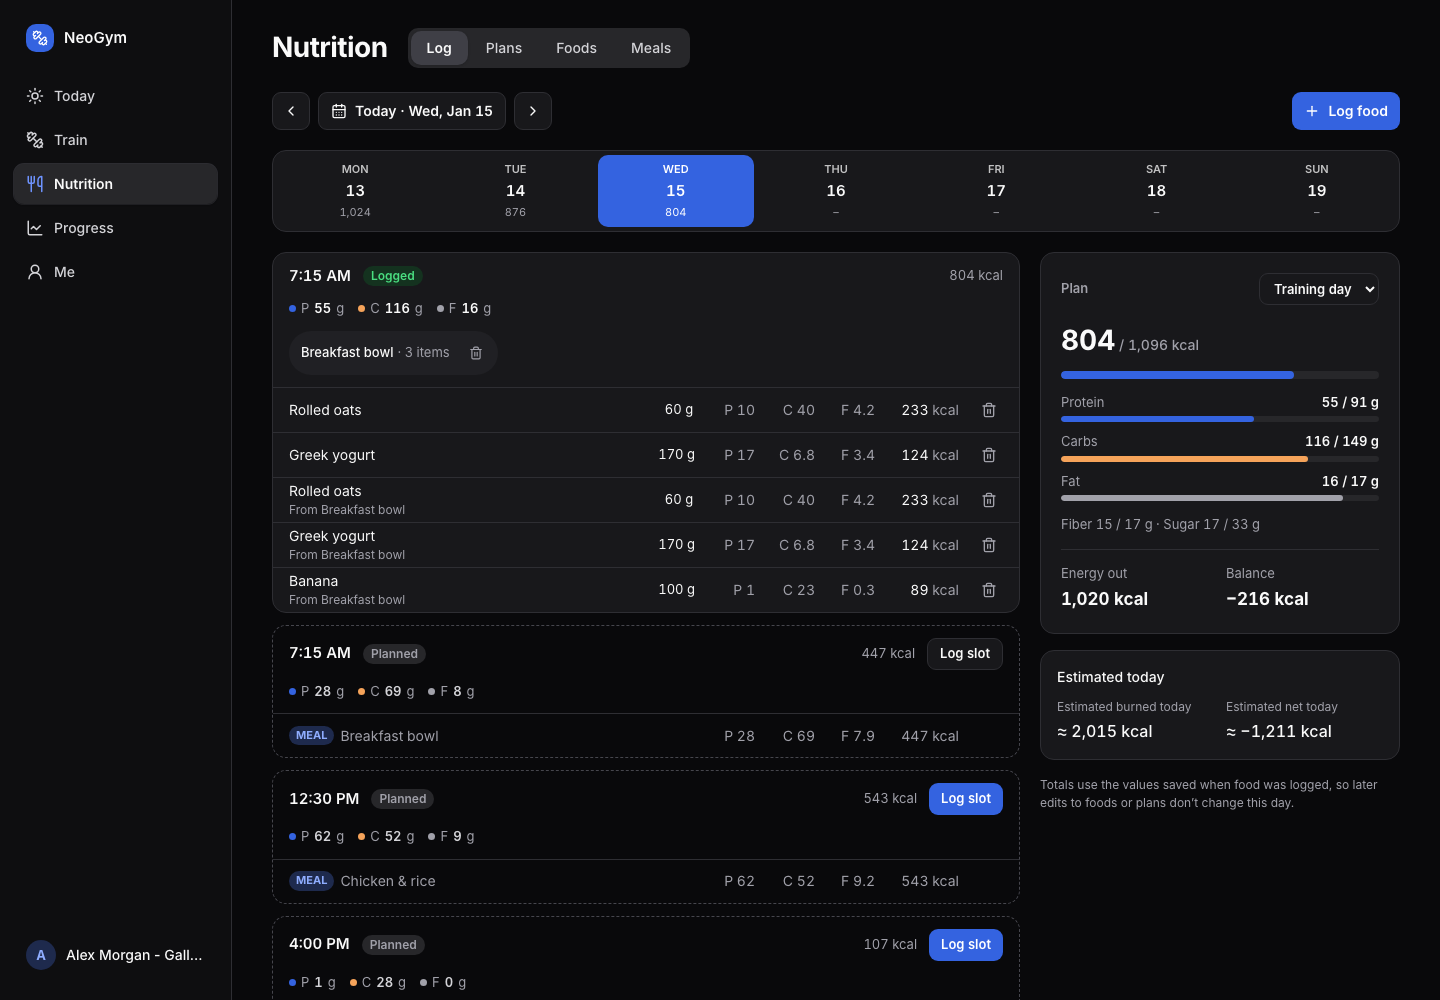 NeoGym
Today
Train
Nutrition
Progress
Me
Alex Morgan - Gall...
Nutrition
Log Plans Foods Meals
Today · Wed, Jan 15
+ Log food
MON TUE WED THU FRI SAT SUN
13 14 15 16 17 18 19
1,024 876 804 – – – –
7:15 AM Logged 804 kcal
P 55 g C 116 g F 16 g
Breakfast bowl · 3 items
Rolled oats 60 g P 10 C 40 F 4.2 233 kcal
Greek yogurt 170 g P 17 C 6.8 F 3.4 124 kcal
Rolled oats 60 g P 10 C 40 F 4.2 233 kcal
From Breakfast bowl
Greek yogurt 170 g P 17 C 6.8 F 3.4 124 kcal
From Breakfast bowl
Banana 100 g P 1 C 23 F 0.3 89 kcal
From Breakfast bowl
7:15 AM Planned 447 kcal Log slot
P 28 g C 69 g F 8 g
MEAL Breakfast bowl P 28 C 69 F 7.9 447 kcal
12:30 PM Planned 543 kcal Log slot
P 62 g C 52 g F 9 g
MEAL Chicken & rice P 62 C 52 F 9.2 543 kcal
4:00 PM Planned 107 kcal Log slot
P 1 g C 28 g F 0 g
Plan Training day
804 / 1,096 kcal
Protein 55 / 91 g
Carbs 116 / 149 g
Fat 16 / 17 g
Fiber 15 / 17 g · Sugar 17 / 33 g
Energy out Balance
1,020 kcal −216 kcal
Estimated today
Estimated burned today Estimated net today
≈ 2,015 kcal ≈ −1,211 kcal
Totals use the values saved when food was logged, so later
edits to foods or plans don’t change this day.